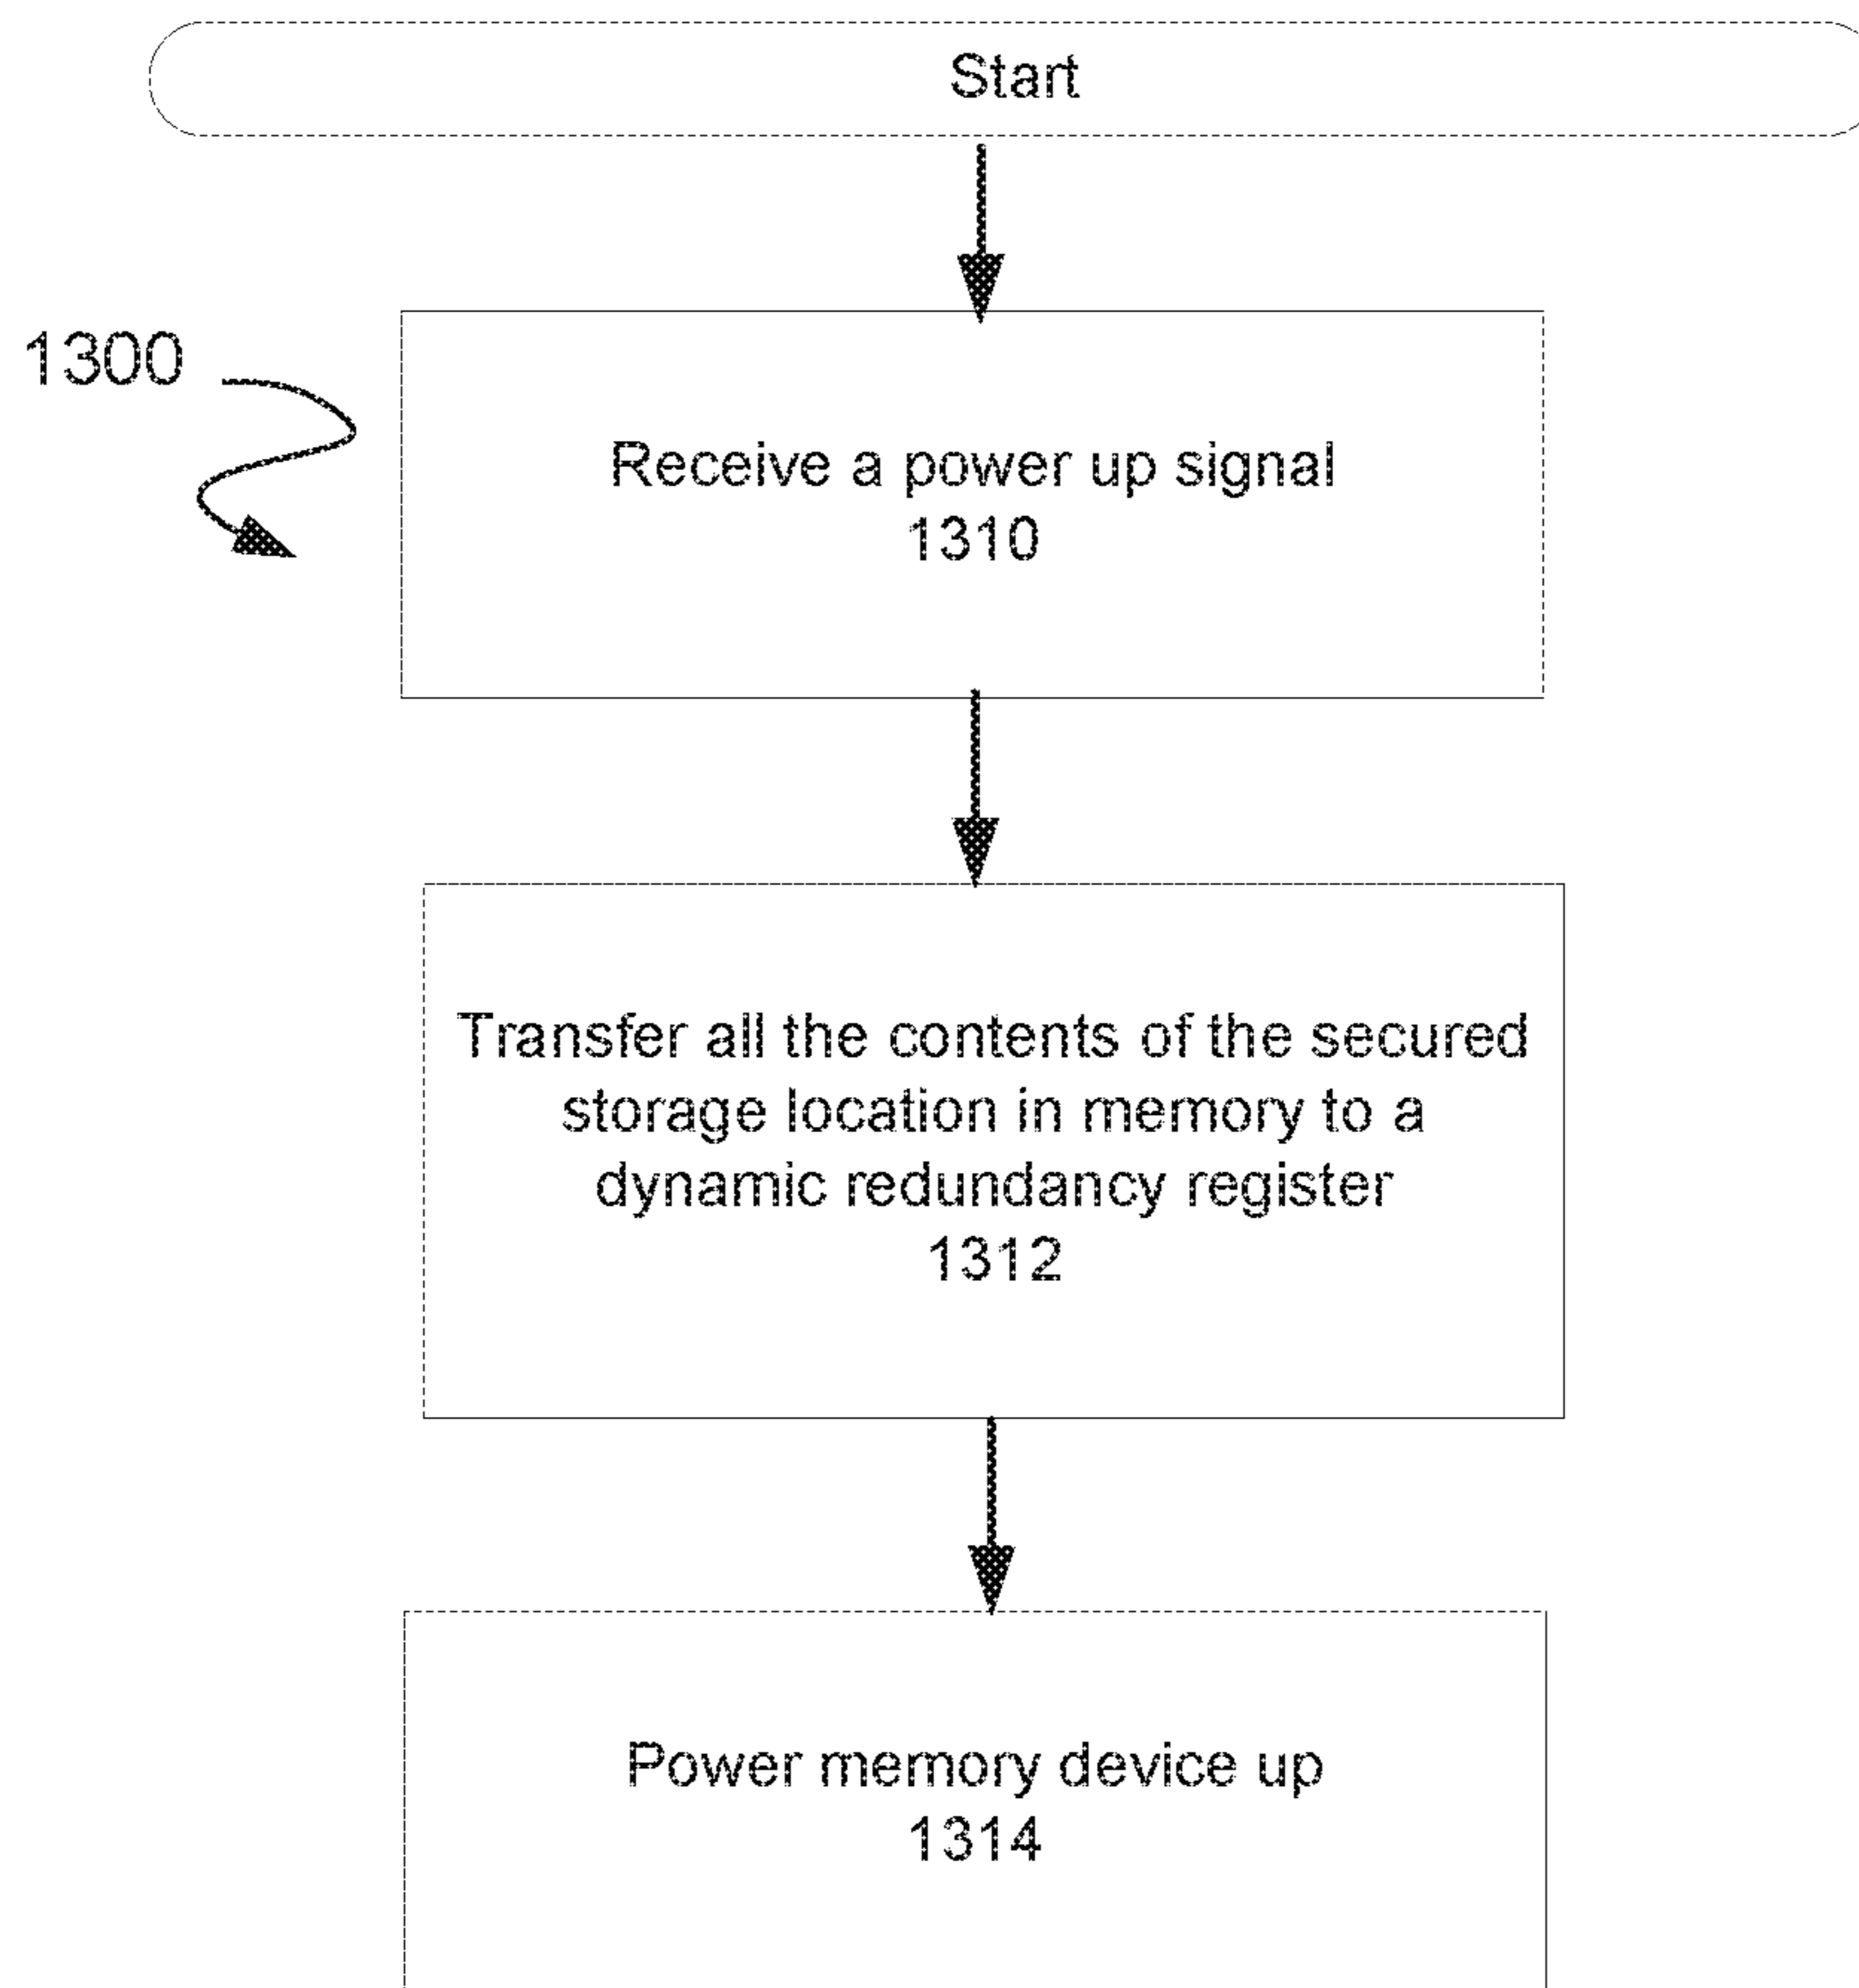 Start
1300
Receive a power up signal
1310
Transfer all the contents of the secured
storage location in memory to a
dynamic redundancy register
1312
Power memory device up
1314